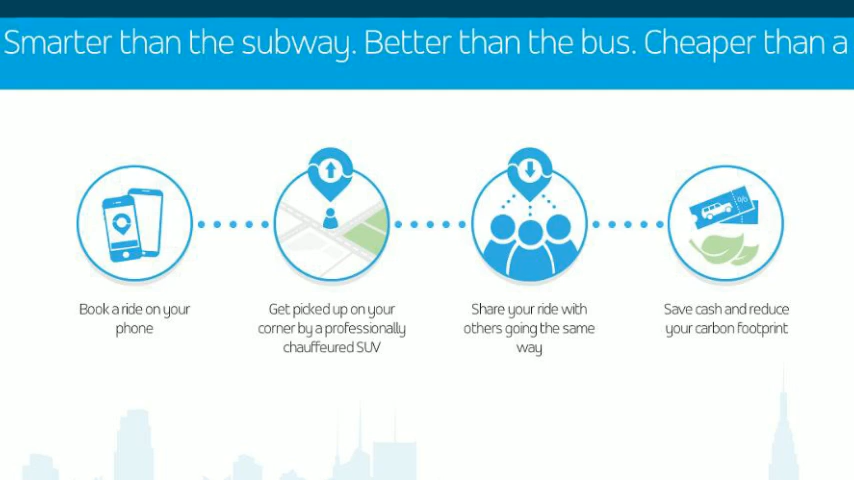 Smarter than the subway. Better than the bus. Cheaper than a
Book a ride on your
phone
Get picked up on your
corner by a professionally
chauffeured SUV
Share your ride with
others going the same
way
%
Save cash and reduce
your carbon footprint